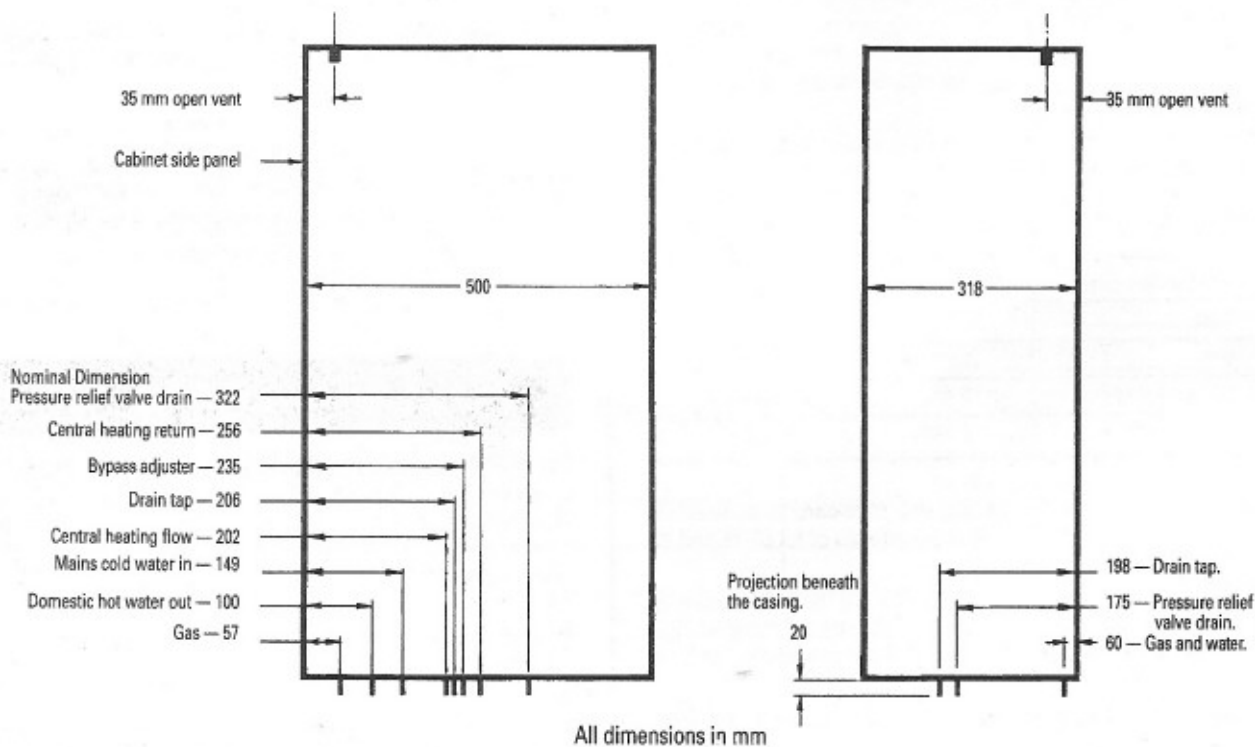 35 mm open vent
Cabinet side panel
500
Nominal Dimension
Pressure relief valve drain — 322
Central heating return — 256
Bypass adjuster — 235
Drain tap — 206
Central heating flow — 202
Mains cold water in — 149
Domestic hot water out — 100
Gas — 57
35 mm open vent
318
Projection beneath
the casing.
20
198 — Drain tap.
175 — Pressure relief
valve drain.
60 — Gas and water.
All dimensions in mm